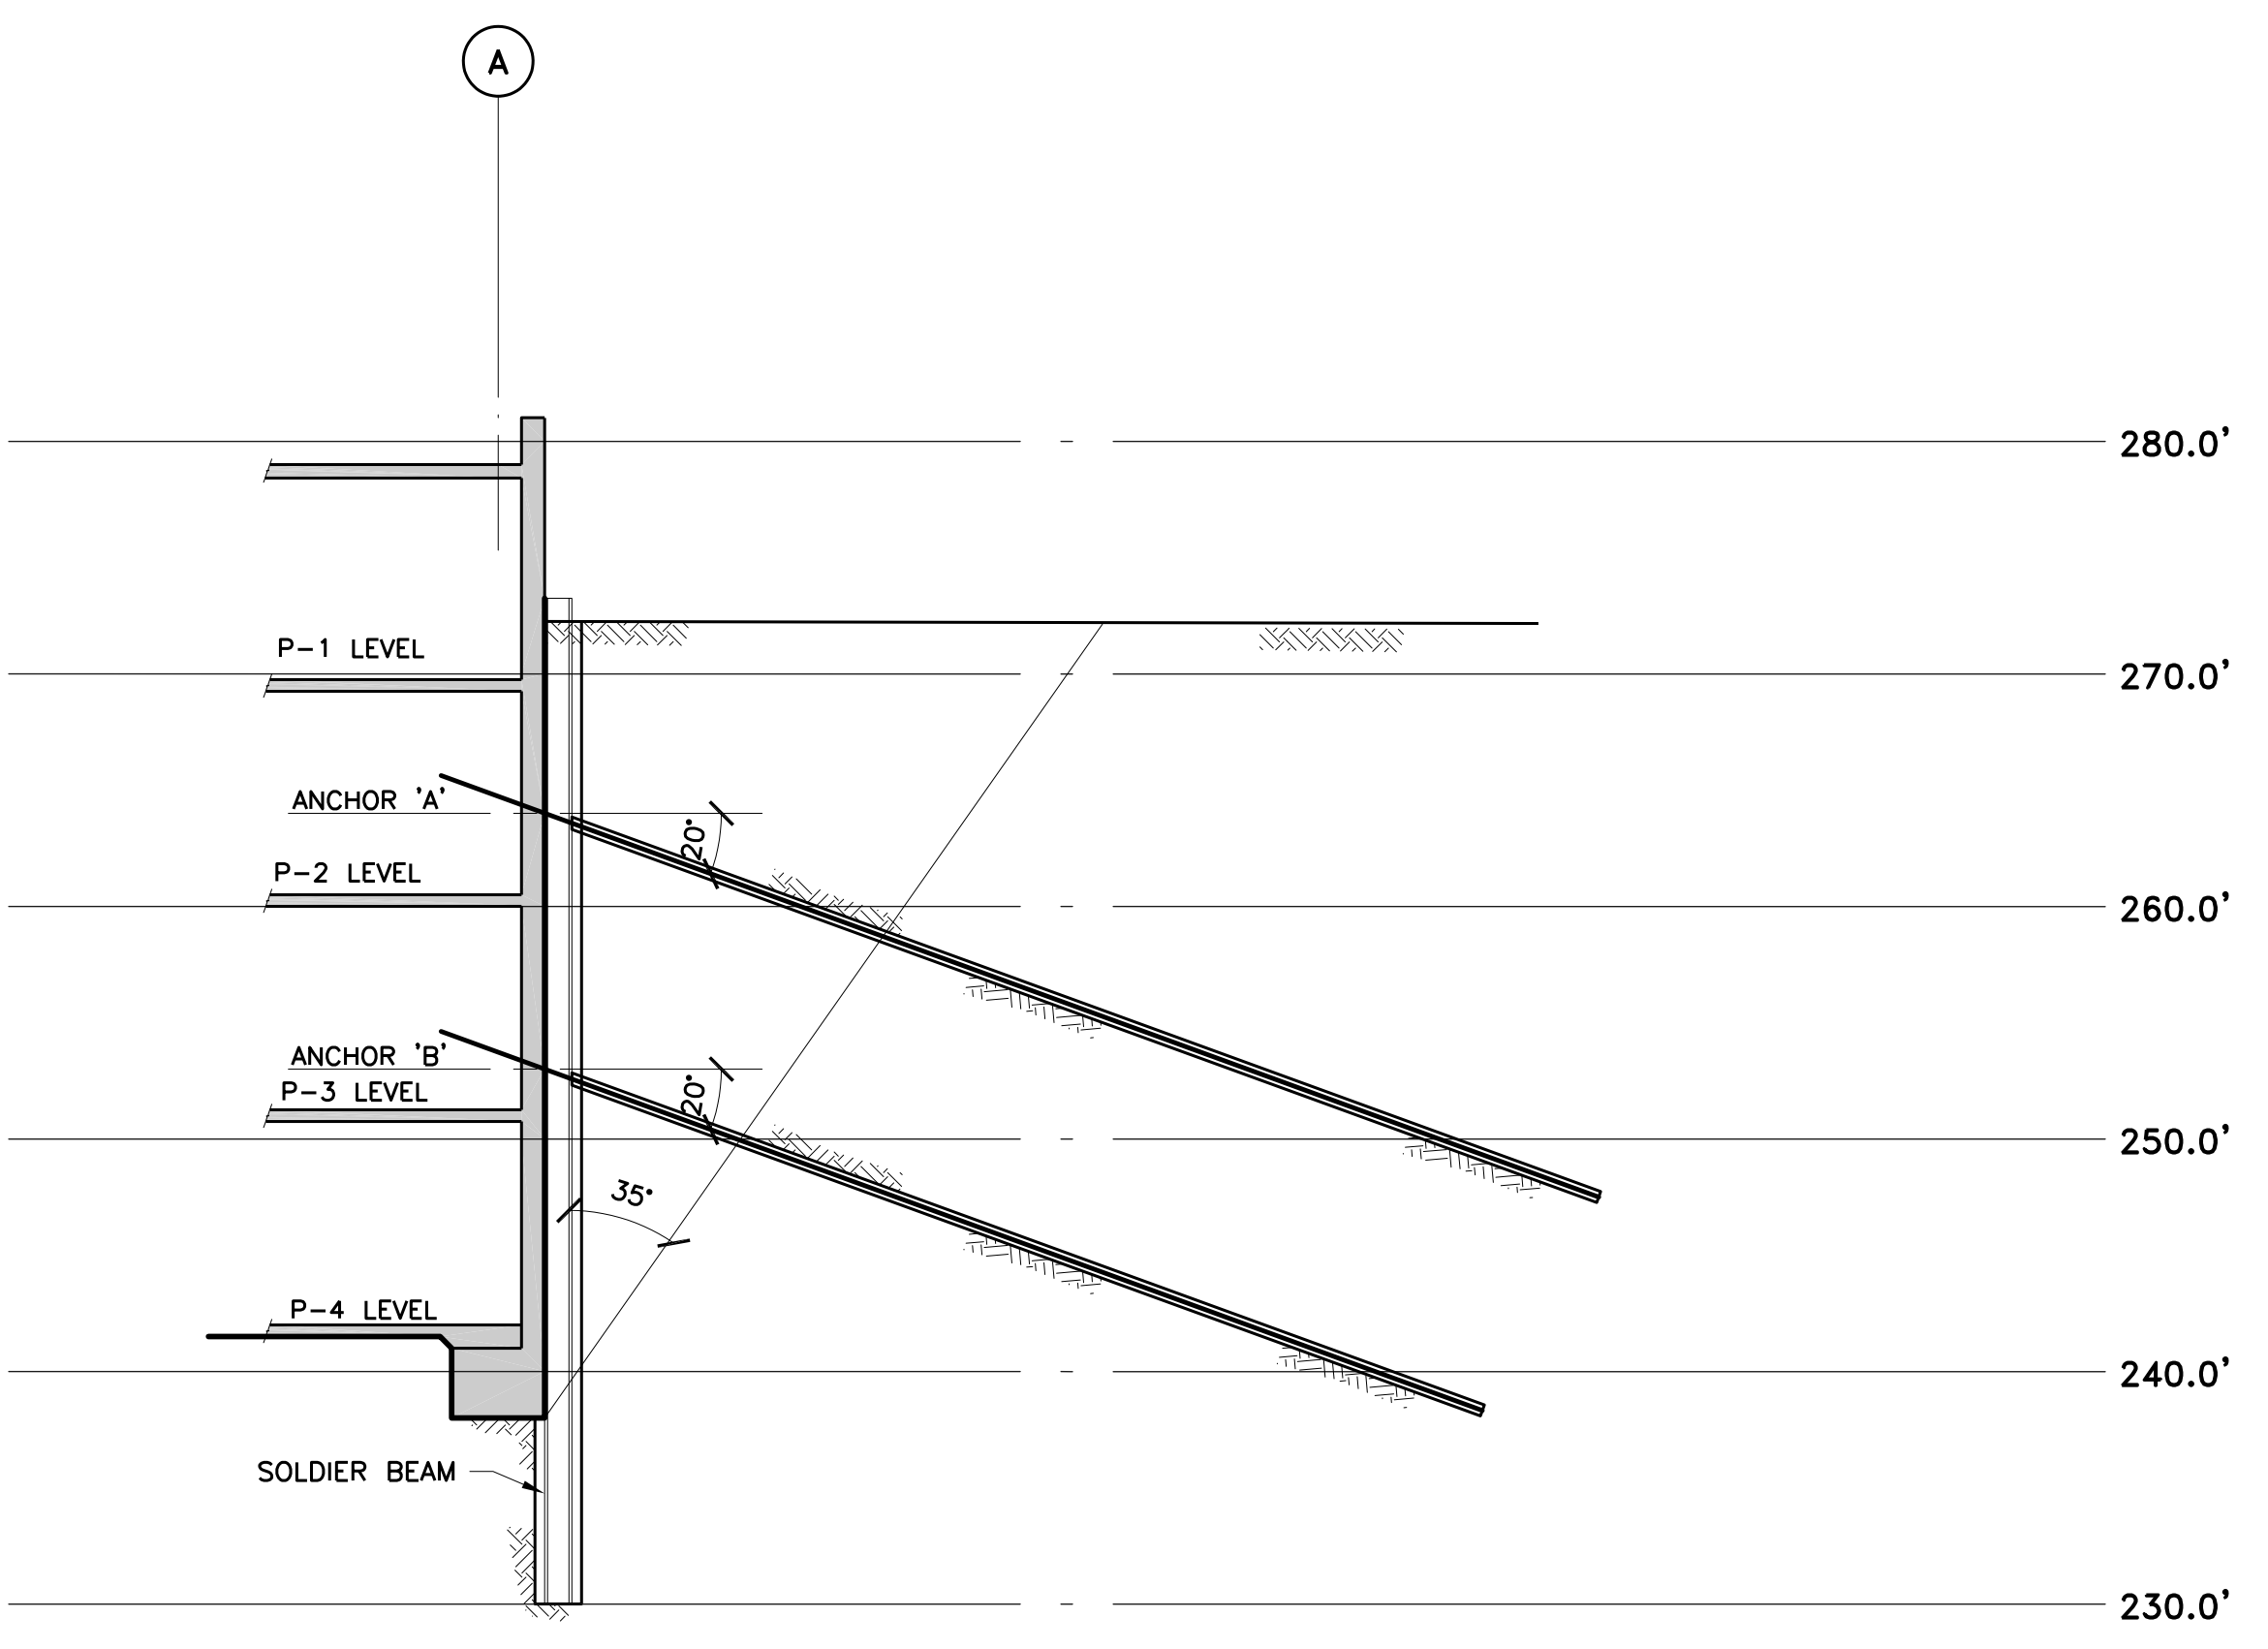 A
280.0'
P-1 LEVEL
270.0'
ANCHOR 'A'
20°
P-2 LEVEL
260.0'
ANCHOR 'B'
20°
P-3 LEVEL
250.0'
35°
P-4 LEVEL
240.0'
SOLDIER BEAM
230.0'